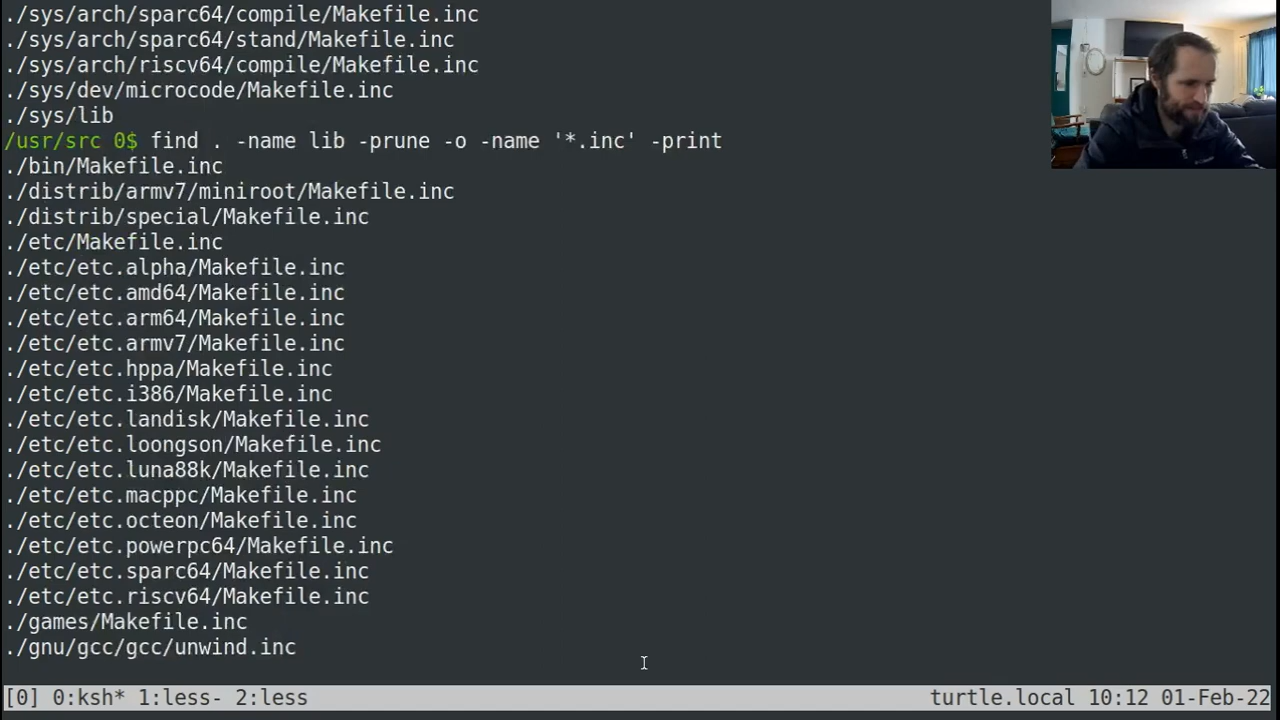 ./sys/arch/sparc64/compile/Makefile.inc
./sys/arch/sparc64/stand/Makefile.inc
./sys/arch/riscv64/compile/Makefile.inc
./sys/dev/microcode/Makefile.inc
./sys/lib
/usr/src 0$ find . -name lib -prune -o -name '*.inc' -print
./bin/Makefile.inc
./distrib/armv7/miniroot/Makefile.inc
./distrib/special/Makefile.inc
./etc/Makefile.inc
./etc/etc.alpha/Makefile.inc
./etc/etc.amd64/Makefile.inc
./etc/etc.arm64/Makefile.inc
./etc/etc.armv7/Makefile.inc
./etc/etc.hppa/Makefile.inc
./etc/etc.i386/Makefile.inc
./etc/etc.landisk/Makefile.inc
./etc/etc.loongson/Makefile.inc
./etc/etc.luna88k/Makefile.inc
./etc/etc.macppc/Makefile.inc
./etc/etc.octeon/Makefile.inc
./etc/etc.powerpc64/Makefile.inc
./etc/etc.sparc64/Makefile.inc
./etc/etc.riscv64/Makefile.inc
./games/Makefile.inc
./gnu/gcc/gcc/unwind.inc
[0] 0:ksh* 1:less- 2:less turtle.local 10:12 01-Feb-22